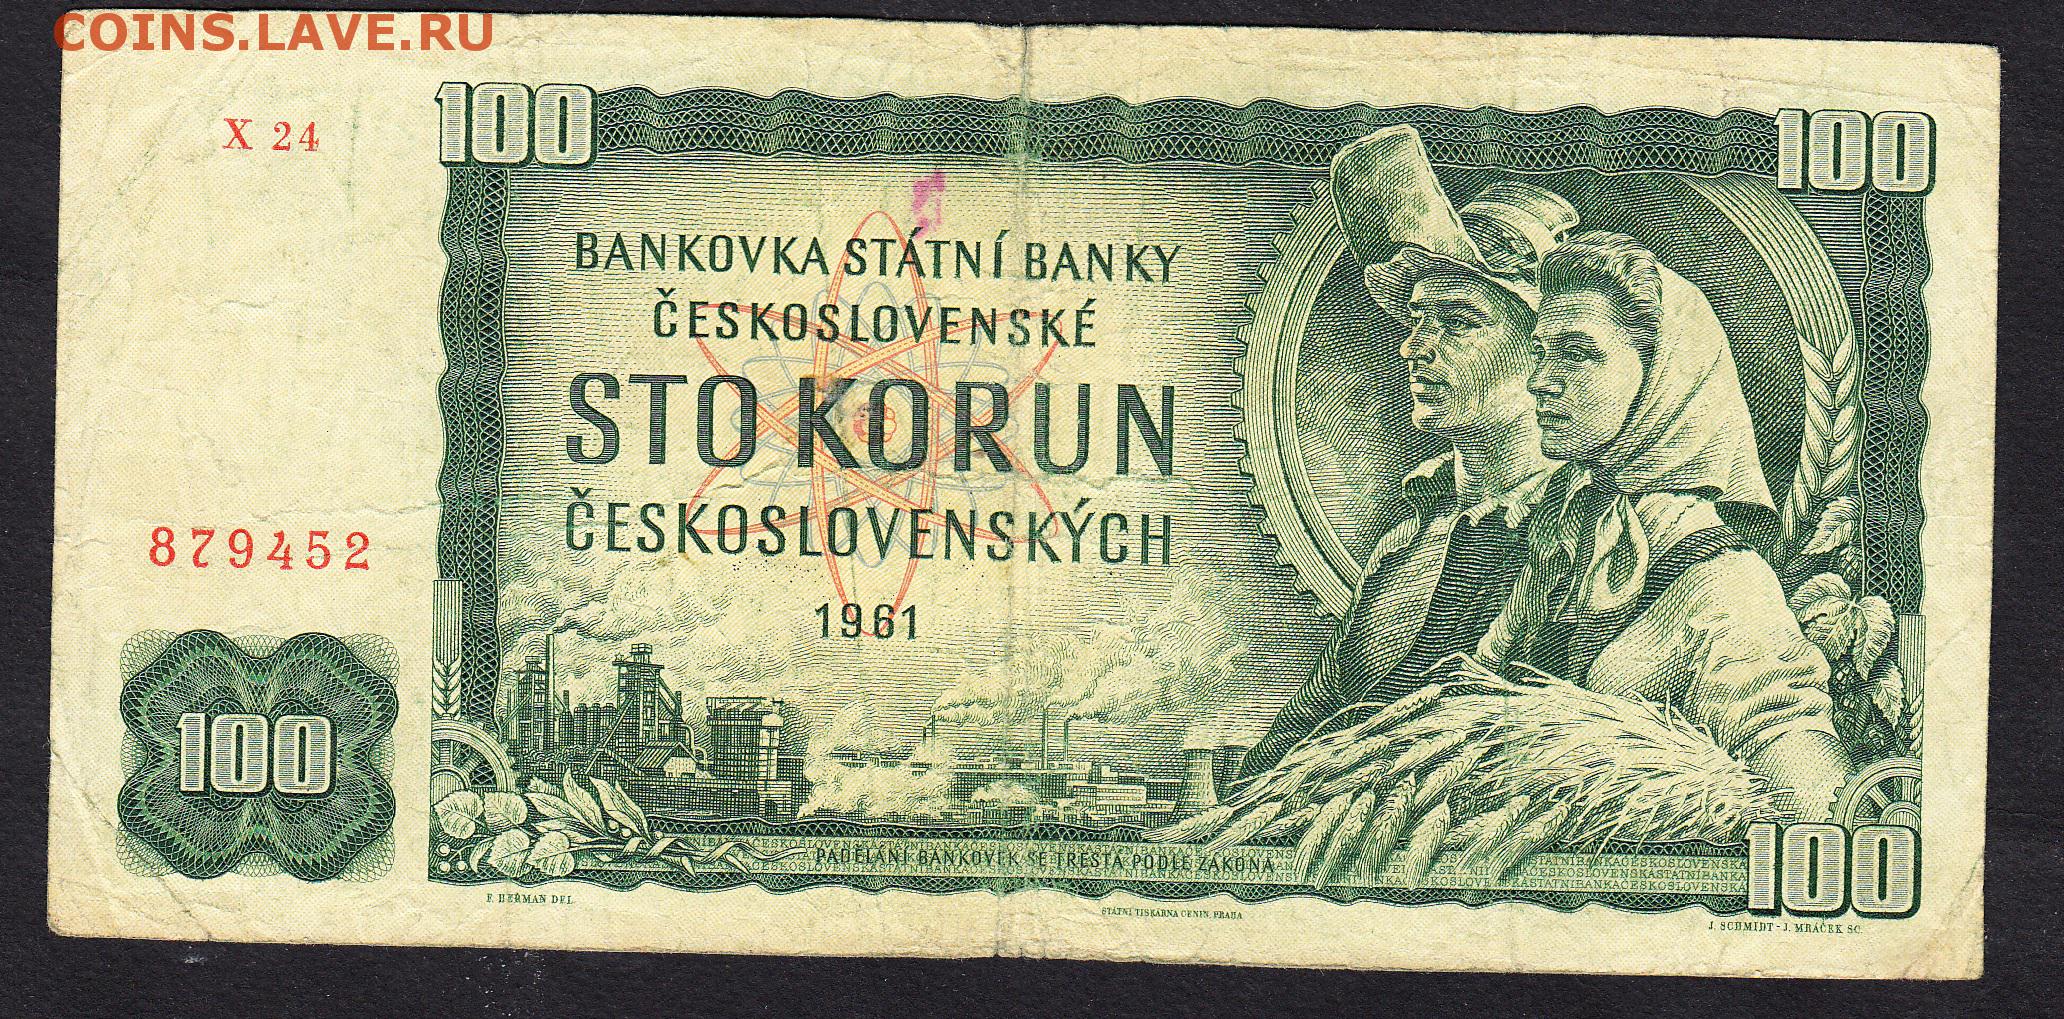 COINS.LAVE.RU
X 24
100
100
BANKOVKA STÁTNÍ BANKY
ČESKOSLOVENSKÉ
STO KORUN
ČESKOSLOVENSKÝCH
1961
879452
100
100
PADĚLÁNÍ BANKOVEK SE TRESTÁ PODLE ZÁKONA
F. HEŘMAN DEL.
STÁTNÍ TISKÁRNA CENIN, PRAHA
J. SCHMIDT - J. MRÁČEK SC.